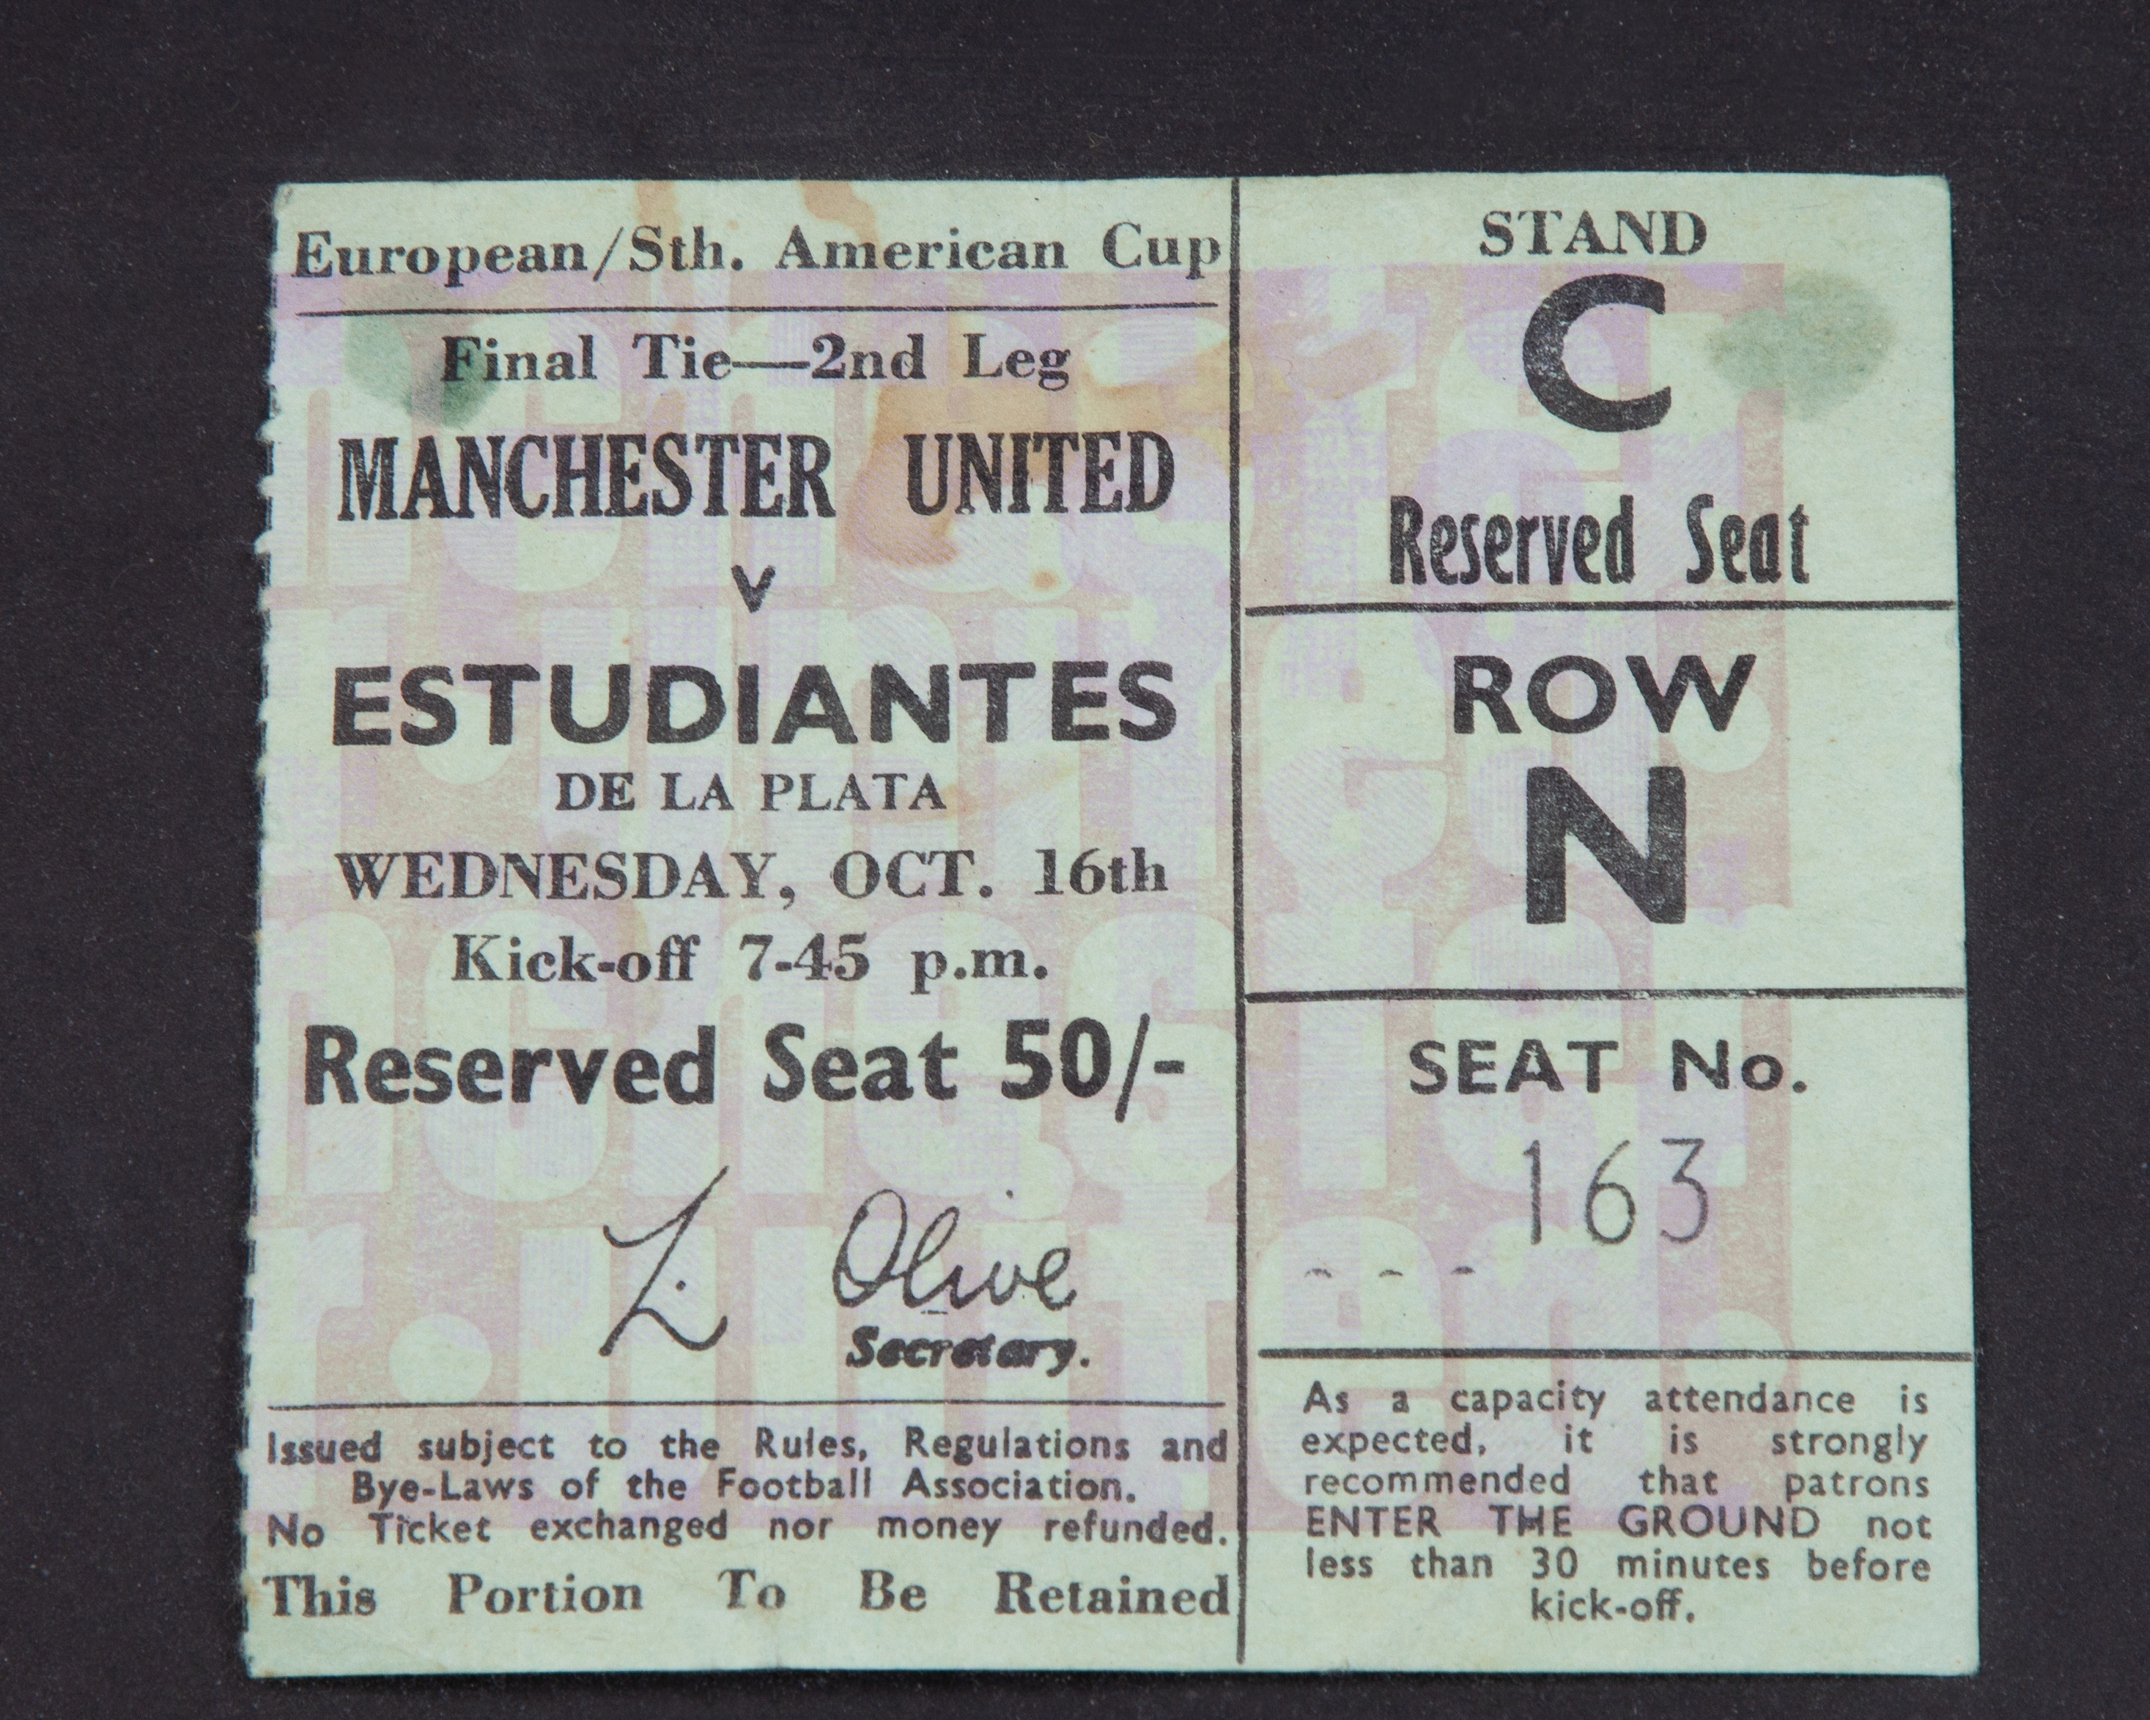 European/Sth. American Cup
Final Tie—2nd Leg
MANCHESTER UNITED
v
ESTUDIANTES
DE LA PLATA
WEDNESDAY, OCT. 16th
Kick-off 7-45 p.m.
Reserved Seat 50/-
L. Olive
Secretary.
Issued subject to the Rules, Regulations and
Bye-Laws of the Football Association.
No Ticket exchanged nor money refunded.
This Portion To Be Retained
STAND
C
Reserved Seat
ROW
N
SEAT No.
163
As a capacity attendance is
expected, it is strongly
recommended that patrons
ENTER THE GROUND not
less than 30 minutes before
kick-off.